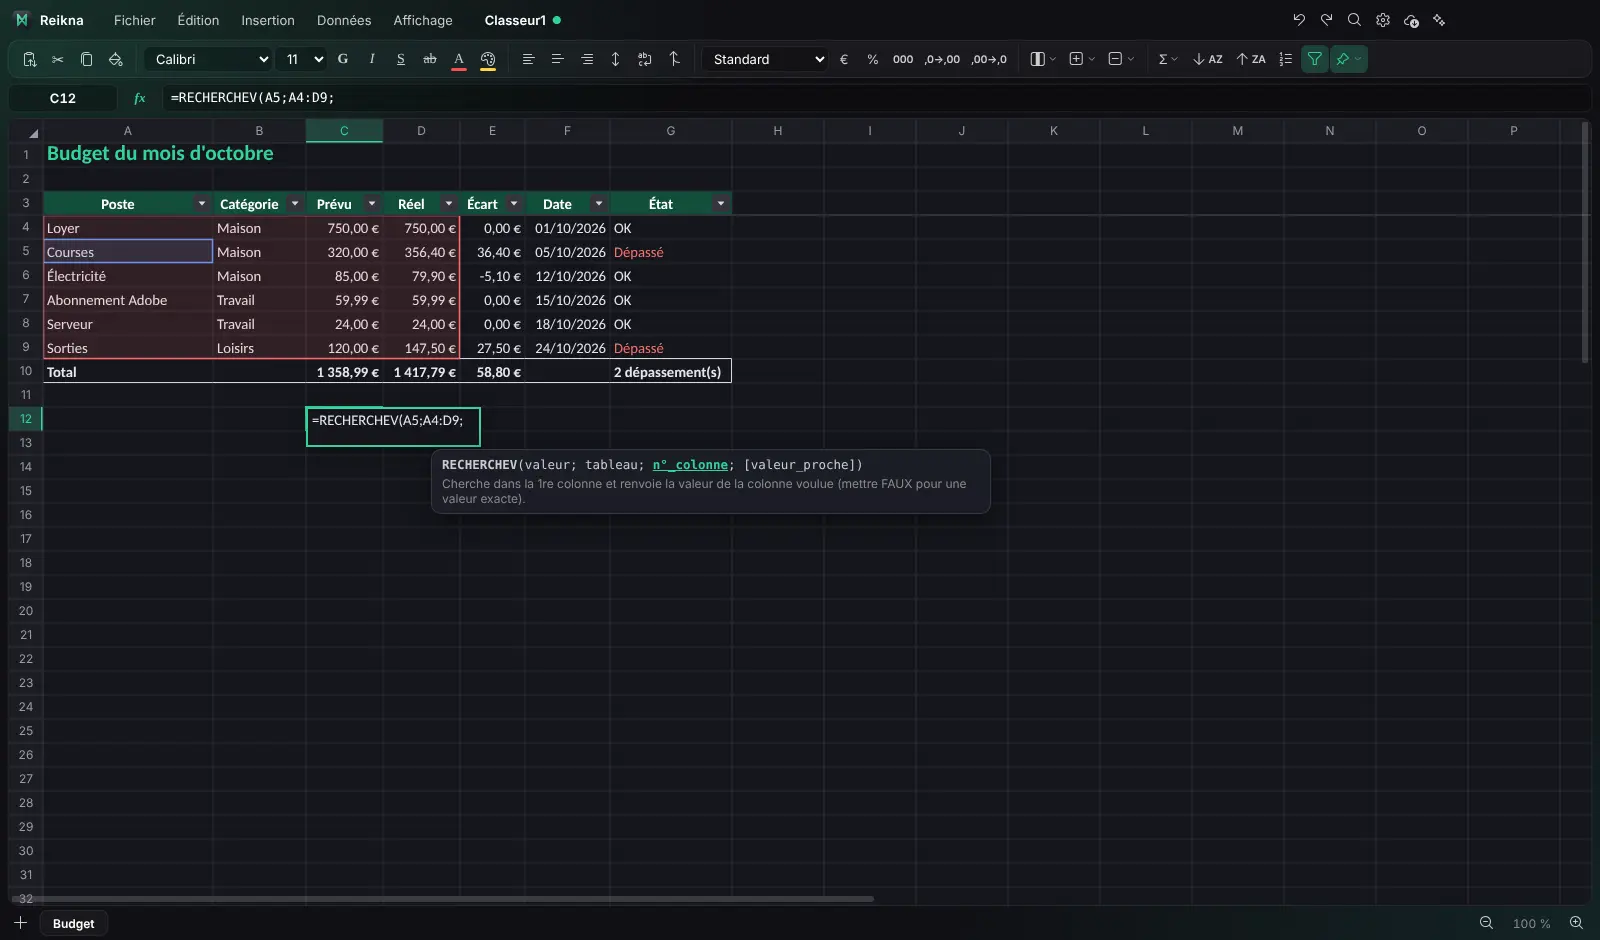 Reikna Fichier Édition Insertion Données Affichage Classeur1
Calibri 11 G I S ab A Standard € % 000 ,0→,00 ,00→,0 Σ AZ ZA
C12 fx =RECHERCHEV(A5;A4:D9;
A B C D E F G H I J K L M N O P
1 Budget du mois d'octobre
2
3 Poste Catégorie Prévu Réel Écart Date État
4 Loyer Maison 750,00 € 750,00 € 0,00 € 01/10/2026 OK
5 Courses Maison 320,00 € 356,40 € 36,40 € 05/10/2026 Dépassé
6 Électricité Maison 85,00 € 79,90 € -5,10 € 12/10/2026 OK
7 Abonnement Adobe Travail 59,99 € 59,99 € 0,00 € 15/10/2026 OK
8 Serveur Travail 24,00 € 24,00 € 0,00 € 18/10/2026 OK
9 Sorties Loisirs 120,00 € 147,50 € 27,50 € 24/10/2026 Dépassé
10 Total 1 358,99 € 1 417,79 € 58,80 € 2 dépassement(s)
11
12 =RECHERCHEV(A5;A4:D9;
13
14 RECHERCHEV(valeur; tableau; n°_colonne; [valeur_proche])
Cherche dans la 1re colonne et renvoie la valeur de la colonne voulue (mettre FAUX pour une
15 valeur exacte).
16
17
18
19
20
21
22
23
24
25
26
27
28
29
30
31
32
Budget 100 %